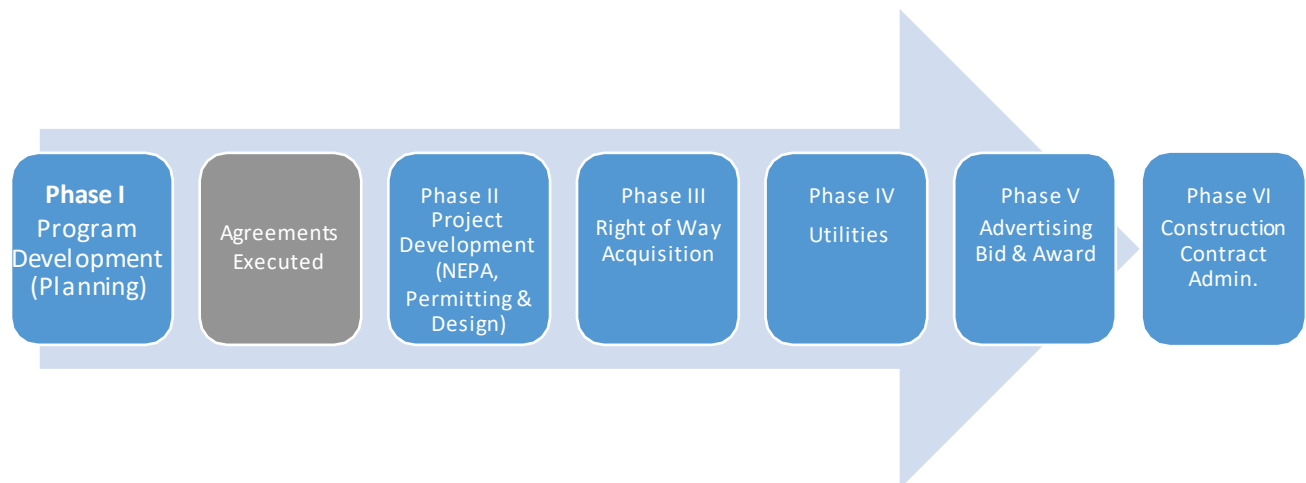 Phase I
Program
Development
(Planning)
Agreements
Executed
Phase II
Project
Development
(NEPA,
Permitting &
Design)
Phase III
Right of Way
Acquisition
Phase IV
Utilities
Phase V
Advertising
Bid & Award
Phase VI
Construction
Contract
Admin.